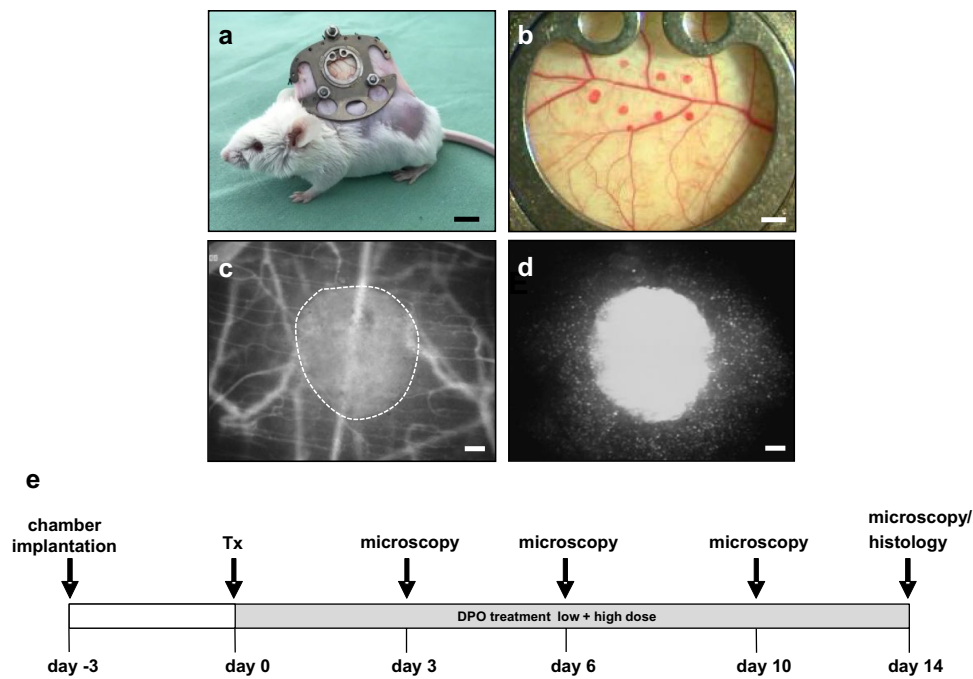 a
b
c
d
e
chamber
implantation
Tx
microscopy
microscopy
microscopy
microscopy/
histology
DPO treatment low + high dose
day -3
day 0
day 3
day 6
day 10
day 14